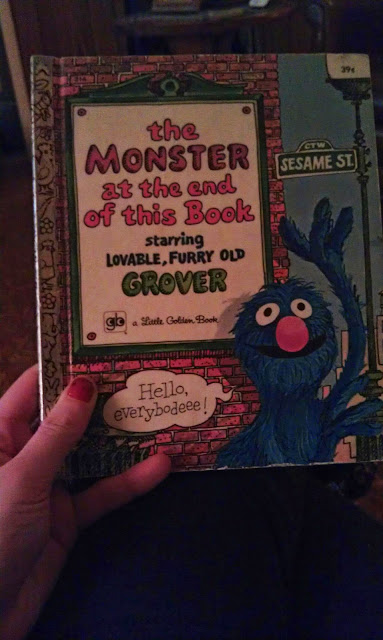 39¢
CTW
SESAME ST.
the
MONSTER
at the end
of this Book
starring
LOVABLE, FURRY OLD
GROVER
a Little Golden Book
Hello,
everybodeee!